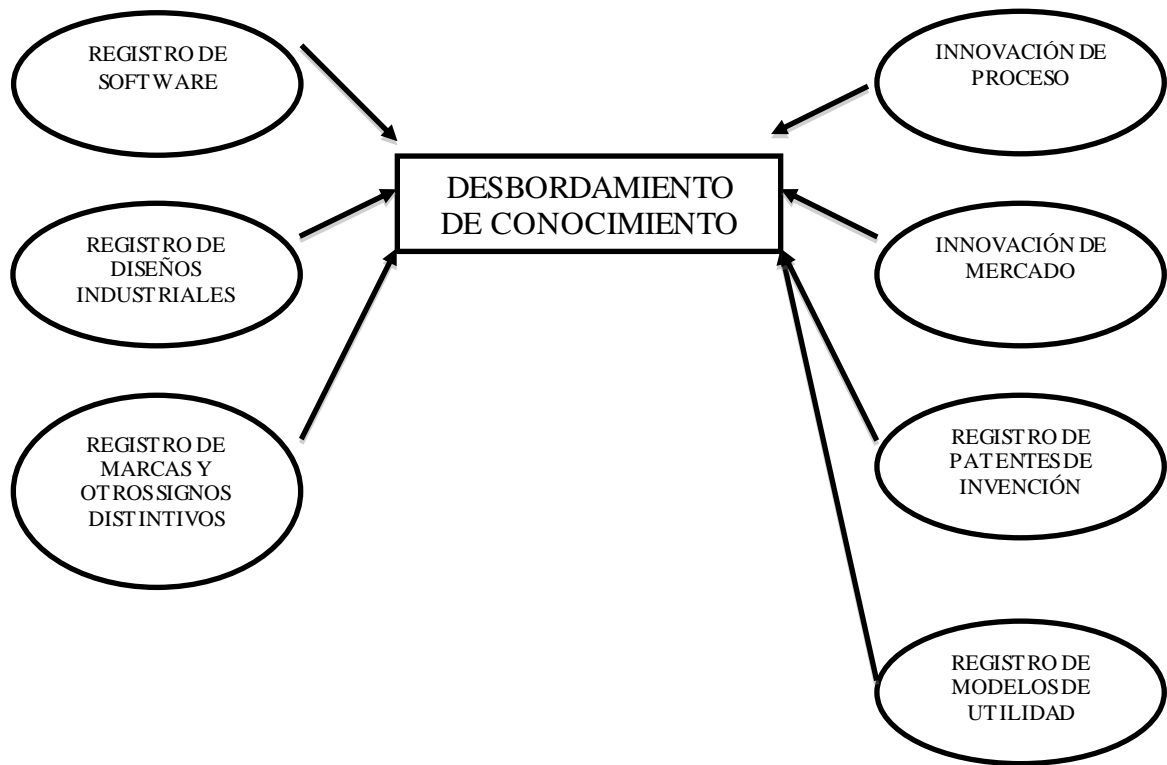 REGISTRO DE
SOFTWARE
INNOVACIÓN DE
PROCESO
DESBORDAMIENTO
DE CONOCIMIENTO
REGISTRO DE
DISEÑOS
INDUSTRIALES
INNOVACIÓN DE
MERCADO
REGISTRO DE
MARCAS Y
OTROS SIGNOS
DISTINTIVOS
REGISTRO DE
PATENTES DE
INVENCIÓN
REGISTRO DE
MODELOS DE
UTILIDAD